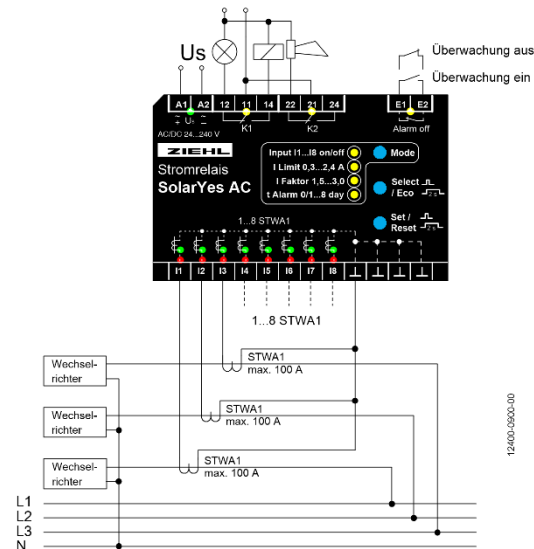 Us
Überwachung aus
Überwachung ein
A1 A2 12 11 14 22 21 24 E1 E2
U
K1 K2 Alarm off
AC/DC 24...240 V
ZIEHL
Stromrelais
SolarYes AC
Input I1...I8 on/off
I Limit 0,3...2,4 A
I Faktor 1,5...3,0
t Alarm 0/1...8 day
Mode
Select
/ Eco
Set /
Reset
1...8 STWA1
I1 I2 I3 I4 I5 I6 I7 I8
1...8 STWA1
Wechsel-
richter
STWA1
max. 100 A
Wechsel-
richter
STWA1
max. 100 A
Wechsel-
richter
STWA1
max. 100 A
12400-0900-00
L1
L2
L3
N